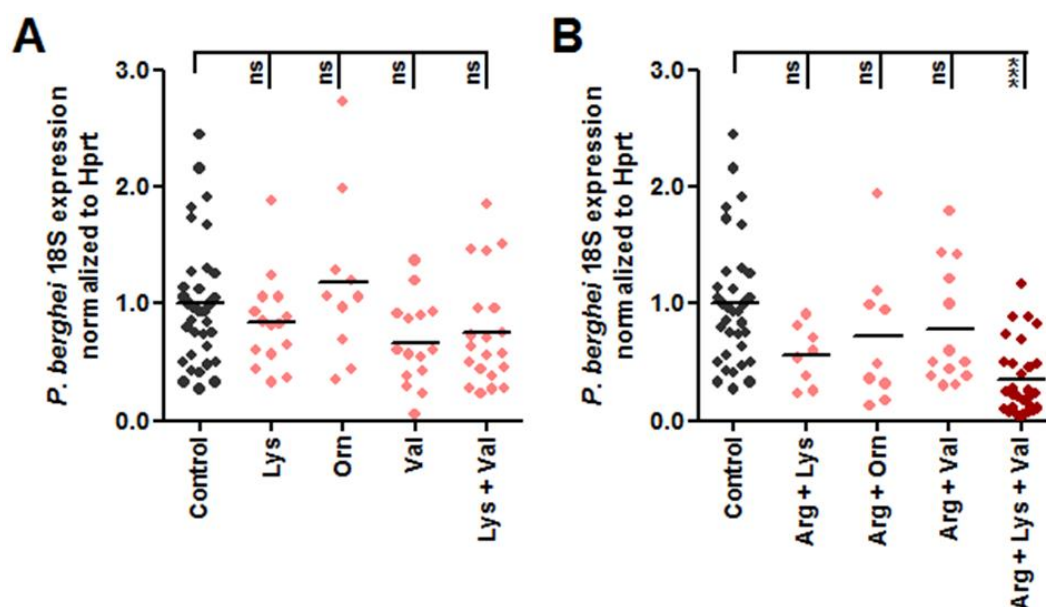 A
P. berghei 18S expression
normalized to Hprt
3.0
2.0
1.0
0.0
ns
ns
ns
ns
Control
Lys
Orn
Val
Lys + Val
B
P. berghei 18S expression
normalized to Hprt
3.0
2.0
1.0
0.0
ns
ns
ns
***
Control
Arg + Lys
Arg + Orn
Arg + Val
Arg + Lys + Val